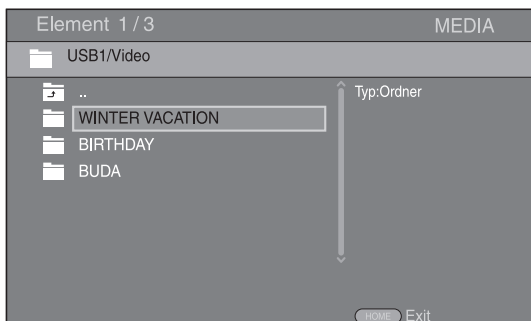 Element 1 / 3 MEDIA
USB1/Video
..
Typ:Ordner
WINTER VACATION
BIRTHDAY
BUDA
HOME Exit